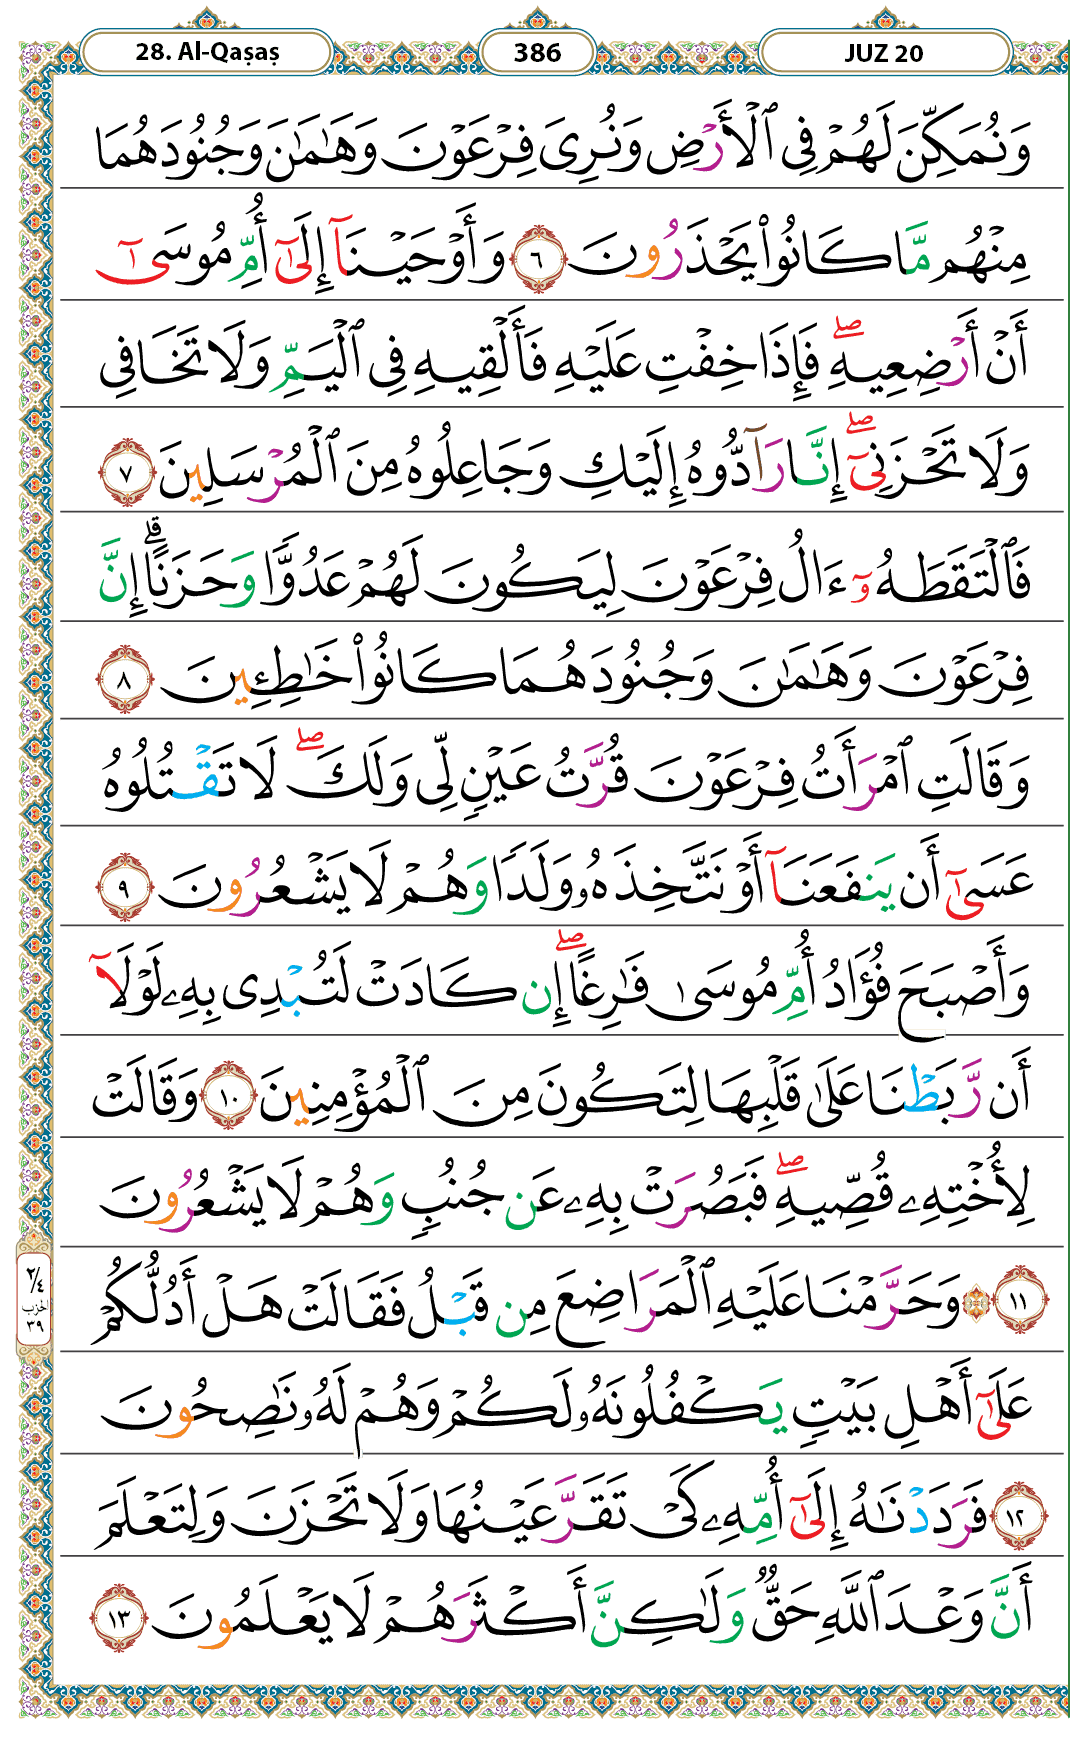 28. Al-Qaṣaṣ 386 JUZ 20
وَنُمَكِّنَ لَهُمْ فِى ٱلْأَرْضِ وَنُرِىَ فِرْعَوْنَ وَهَـٰمَـٰنَ وَجُنُودَهُمَا
مِنْهُم مَّا كَانُوا۟ يَحْذَرُونَ ٦ وَأَوْحَيْنَآ إِلَىٰٓ أُمِّ مُوسَىٰٓ
أَنْ أَرْضِعِيهِ ۖ فَإِذَا خِفْتِ عَلَيْهِ فَأَلْقِيهِ فِى ٱلْيَمِّ وَلَا تَخَافِى
وَلَا تَحْزَنِىٓ ۖ إِنَّا رَآدُّوهُ إِلَيْكِ وَجَاعِلُوهُ مِنَ ٱلْمُرْسَلِينَ ٧
فَٱلْتَقَطَهُۥٓ ءَالُ فِرْعَوْنَ لِيَكُونَ لَهُمْ عَدُوًّا وَحَزَنًا ۗ إِنَّ
فِرْعَوْنَ وَهَـٰمَـٰنَ وَجُنُودَهُمَا كَانُوا۟ خَـٰطِـِٔينَ ٨
وَقَالَتِ ٱمْرَأَتُ فِرْعَوْنَ قُرَّتُ عَيْنٍ لِّى وَلَكَ ۖ لَا تَقْتُلُوهُ
عَسَىٰٓ أَن يَنفَعَنَآ أَوْ نَتَّخِذَهُۥ وَلَدًا وَهُمْ لَا يَشْعُرُونَ ٩
وَأَصْبَحَ فُؤَادُ أُمِّ مُوسَىٰ فَـٰرِغًا ۖ إِن كَادَتْ لَتُبْدِى بِهِۦ لَوْلَآ
أَن رَّبَطْنَا عَلَىٰ قَلْبِهَا لِتَكُونَ مِنَ ٱلْمُؤْمِنِينَ ١٠ وَقَالَتْ
لِأُخْتِهِۦ قُصِّيهِ ۖ فَبَصُرَتْ بِهِۦ عَن جُنُبٍ وَهُمْ لَا يَشْعُرُونَ
١١ ۞ وَحَرَّمْنَا عَلَيْهِ ٱلْمَرَاضِعَ مِن قَبْلُ فَقَالَتْ هَلْ أَدُلُّكُمْ
٢/٤
الحزب
٣٩
عَلَىٰٓ أَهْلِ بَيْتٍ يَكْفُلُونَهُۥ لَكُمْ وَهُمْ لَهُۥ نَـٰصِحُونَ
١٢ فَرَدَدْنَـٰهُ إِلَىٰٓ أُمِّهِۦ كَىْ تَقَرَّ عَيْنُهَا وَلَا تَحْزَنَ وَلِتَعْلَمَ
أَنَّ وَعْدَ ٱللَّهِ حَقٌّ وَلَـٰكِنَّ أَكْثَرَهُمْ لَا يَعْلَمُونَ ١٣